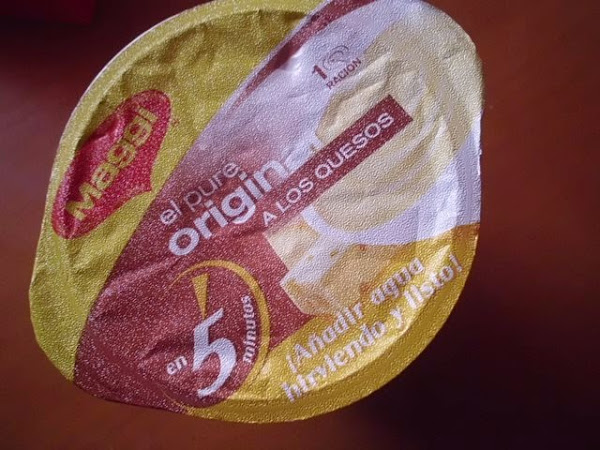 Maggi
1
RACIÓN
el puré
original
A LOS QUESOS
en
5
minutos
¡Añadir agua
hirviendo y listo!